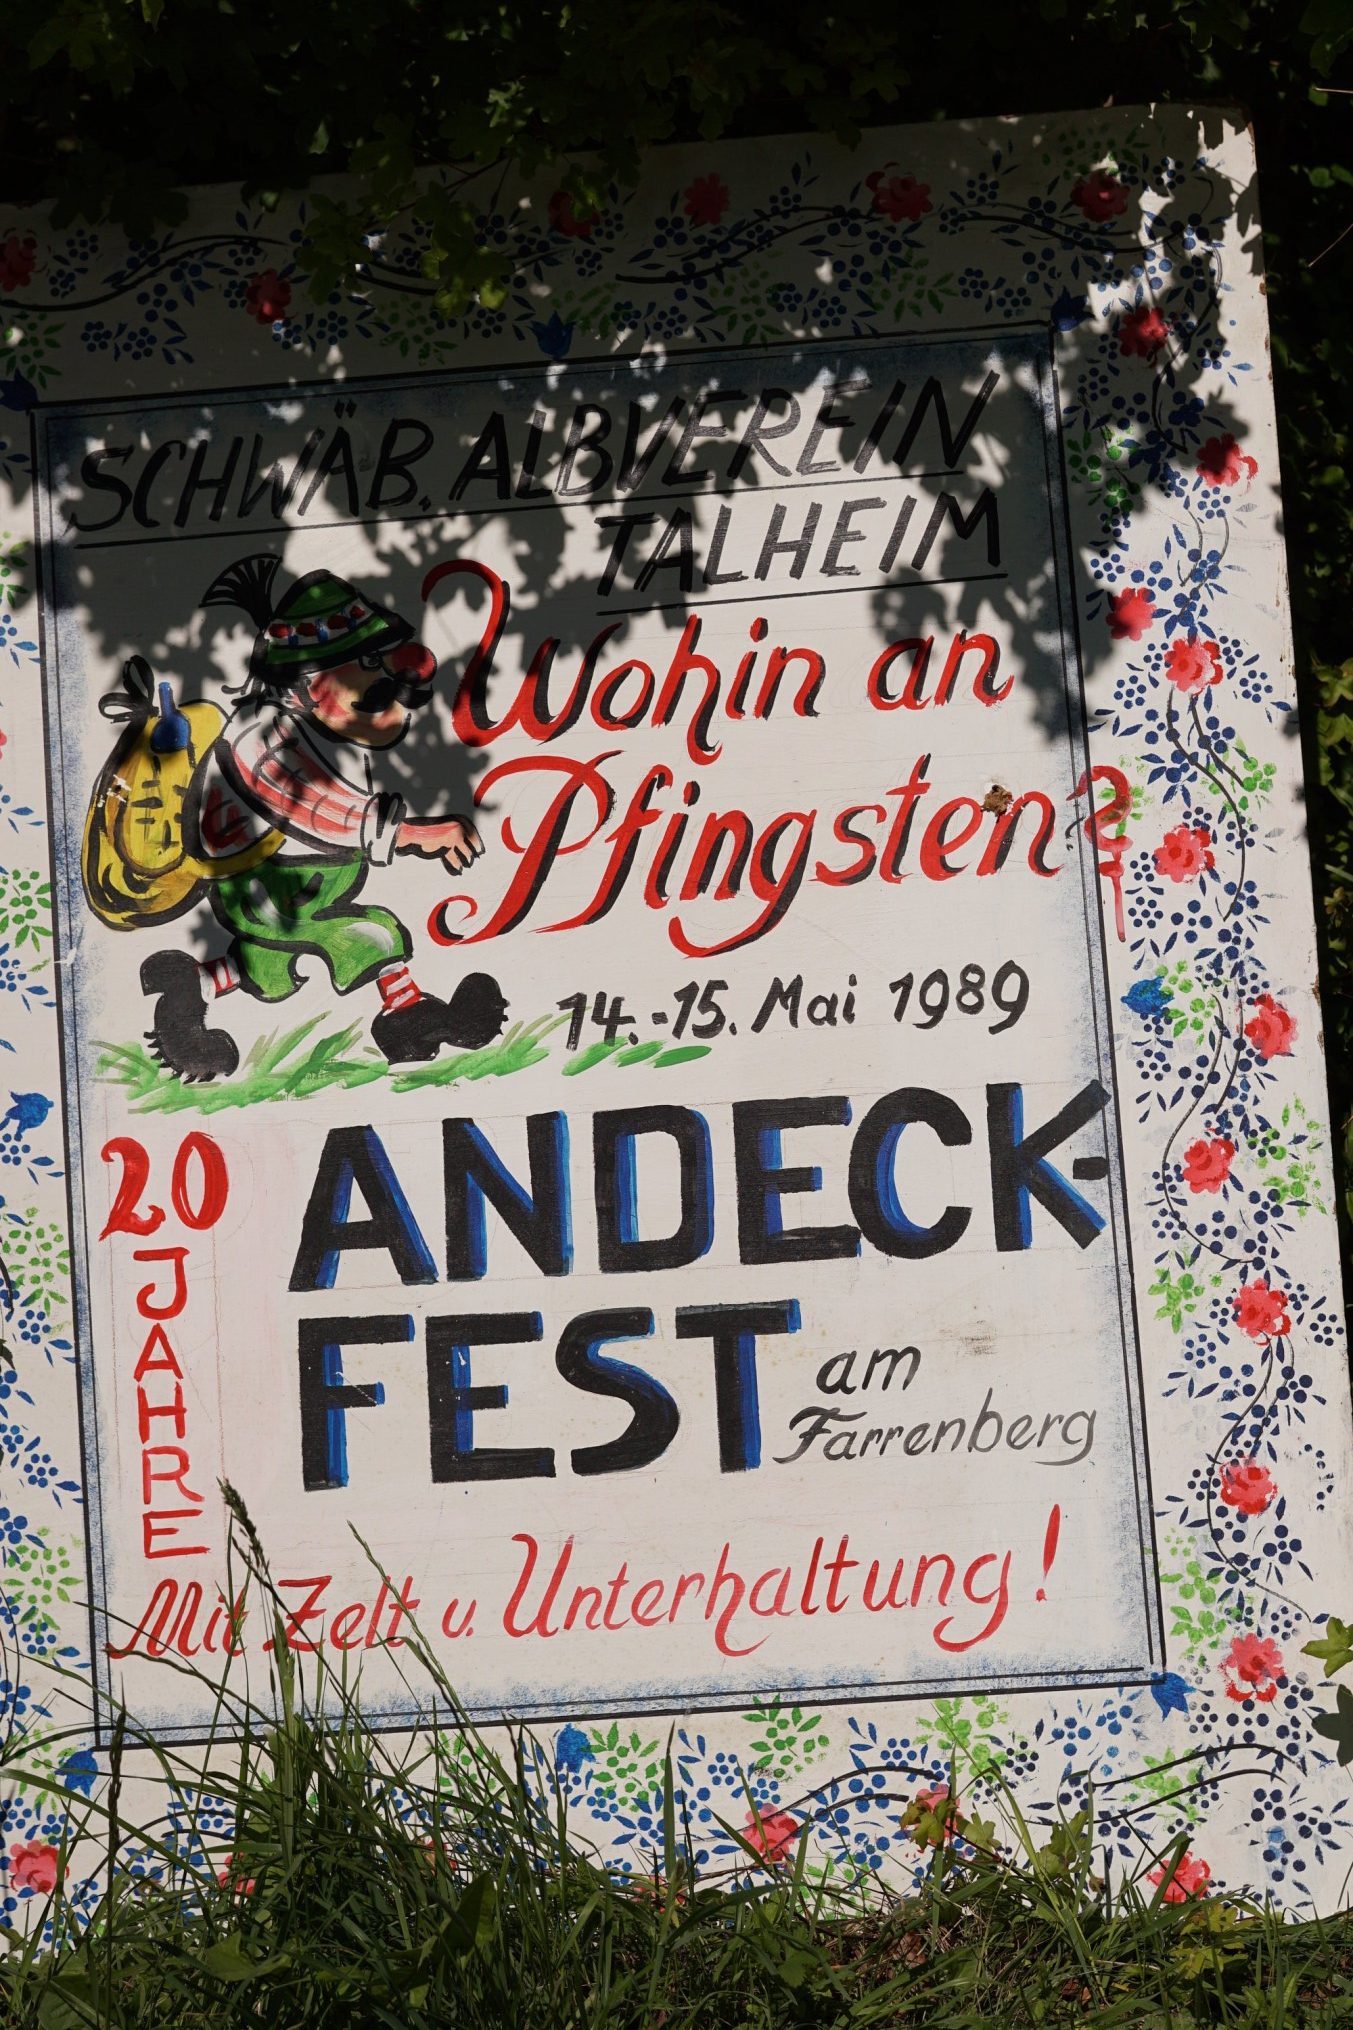 SCHWÄB. ALBVEREIN
TALHEIM
Wohin an
Pfingsten?
14.-15. Mai 1989
20
JAHRE
ANDECK-
FEST am
Farrenberg
Mit Zelt u. Unterhaltung!